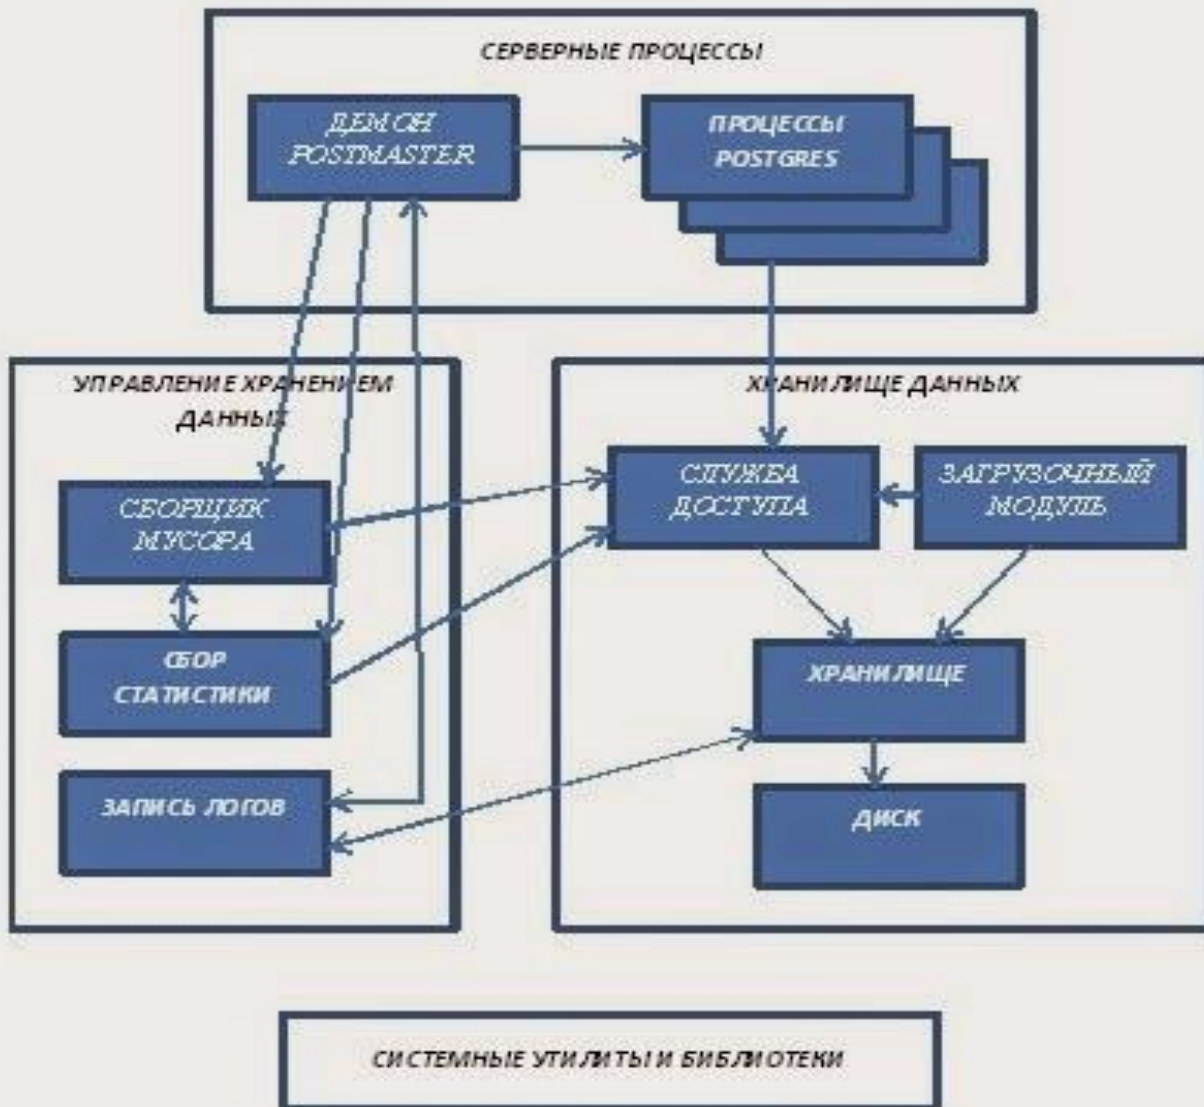 СЕРВЕРНЫЕ ПРОЦЕССЫ
ДЕМОН
POSTMASTER
ПРОЦЕССЫ
POSTGRES
УПРАВЛЕНИЕ ХРАНЕНИЕМ
ДАННЫХ
СБОРЩИК
МУСОРА
СБОР
СТАТИСТИКИ
ЗАПИСЬ ЛОГОВ
ХРАНИЛИЩЕ ДАННЫХ
СЛУЖБА
ДОСТУПА
ЗАГРУЗОЧНЫЙ
МОДУЛЬ
ХРАНИЛИЩЕ
ДИСК
СИСТЕМНЫЕ УТИЛИТЫ И БИБЛИОТЕКИ